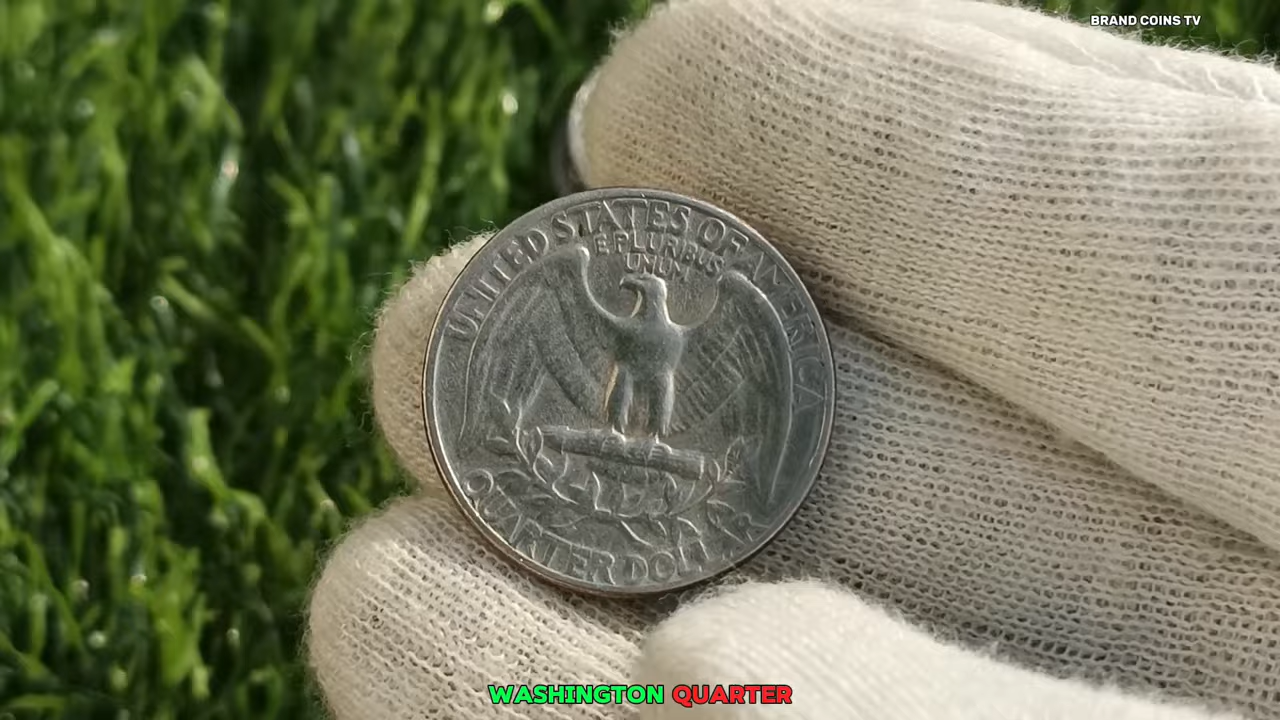 BRAND COINS TV
UNITED STATES OF AMERICA
E PLURIBUS
UNUM
QUARTER DOLLAR
WASHINGTON QUARTER